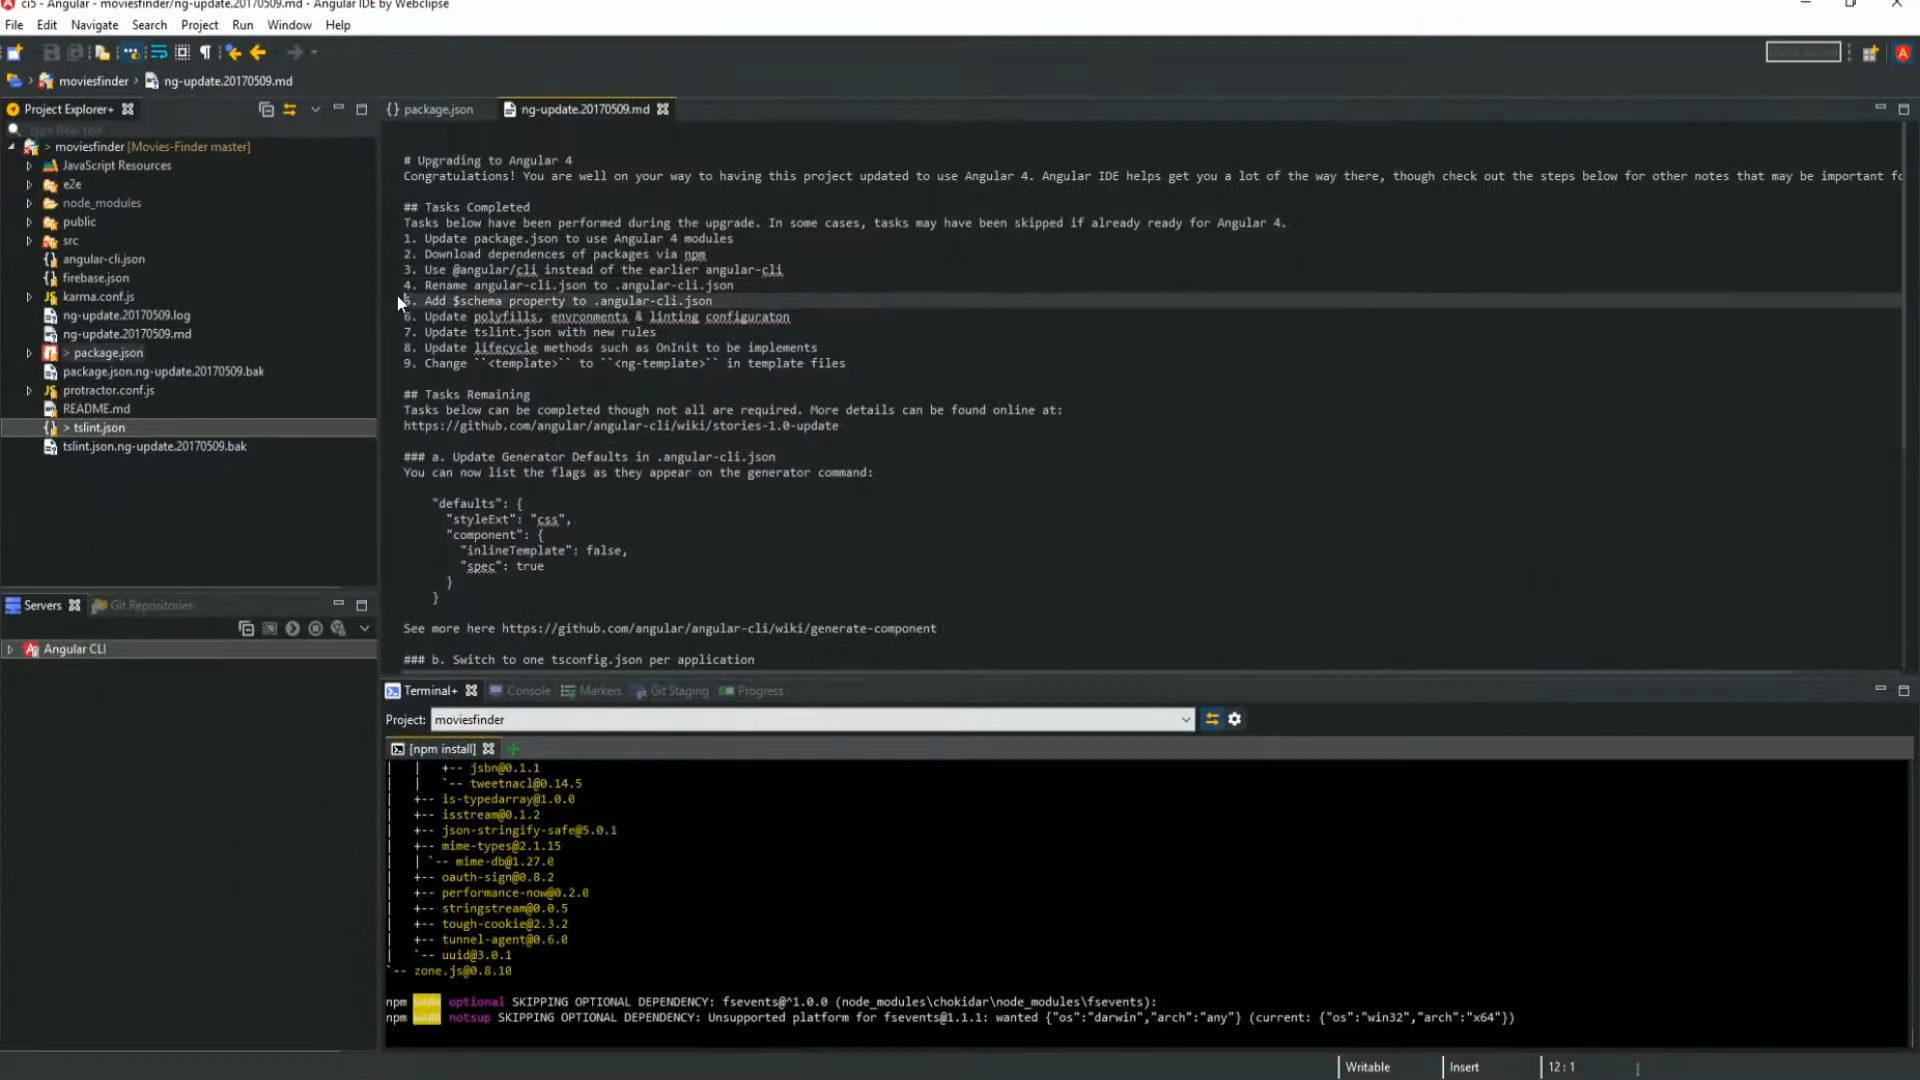 ci5 - Angular - moviesfinder/ng-update.20170509.md - Angular IDE by Webclipse
File Edit Navigate Search Project Run Window Help
moviesfinder ng-update.20170509.md
Project Explorer+
{} package.json
ng-update.20170509.md
> moviesfinder [Movies-Finder master]
JavaScript Resources
e2e
node_modules
public
src
angular-cli.json
firebase.json
karma.conf.js
ng-update.20170509.log
ng-update.20170509.md
> package.json
package.json.ng-update.20170509.bak
protractor.conf.js
README.md
> tslint.json
tslint.json.ng-update.20170509.bak
# Upgrading to Angular 4
Congratulations! You are well on your way to having this project updated to use Angular 4. Angular IDE helps get you a lot of the way there, though check out the steps below for other notes that may be important fo
## Tasks Completed
Tasks below have been performed during the upgrade. In some cases, tasks may have been skipped if already ready for Angular 4.
1. Update package.json to use Angular 4 modules
2. Download dependences of packages via npm
3. Use @angular/cli instead of the earlier angular-cli
4. Rename angular-cli.json to .angular-cli.json
5. Add $schema property to .angular-cli.json
6. Update polyfills, envronments & linting configuraton
7. Update tslint.json with new rules
8. Update lifecycle methods such as OnInit to be implements
9. Change ``<template>`` to ``<ng-template>`` in template files
## Tasks Remaining
Tasks below can be completed though not all are required. More details can be found online at:
https://github.com/angular/angular-cli/wiki/stories-1.0-update
### a. Update Generator Defaults in .angular-cli.json
You can now list the flags as they appear on the generator command:
"defaults": {
"styleExt": "css",
"component": {
"inlineTemplate": false,
"spec": true
}
}
See more here https://github.com/angular/angular-cli/wiki/generate-component
### b. Switch to one tsconfig.json per application
Servers Git Repositories
Angular CLI
Terminal+ Console Markers Git Staging Progress
Project: moviesfinder
[npm install]
| | +-- jsbn@0.1.1
| | `-- tweetnacl@0.14.5
| +-- is-typedarray@1.0.0
| +-- isstream@0.1.2
| +-- json-stringify-safe@5.0.1
| +-- mime-types@2.1.15
| | `-- mime-db@1.27.0
| +-- oauth-sign@0.8.2
| +-- performance-now@0.2.0
| +-- stringstream@0.0.5
| +-- tough-cookie@2.3.2
| +-- tunnel-agent@0.6.0
| `-- uuid@3.0.1
`-- zone.js@0.8.10
npm WARN optional SKIPPING OPTIONAL DEPENDENCY: fsevents@^1.0.0 (node_modules\chokidar\node_modules\fsevents):
npm WARN notsup SKIPPING OPTIONAL DEPENDENCY: Unsupported platform for fsevents@1.1.1: wanted {"os":"darwin","arch":"any"} (current: {"os":"win32","arch":"x64"})
Writable Insert 12:1